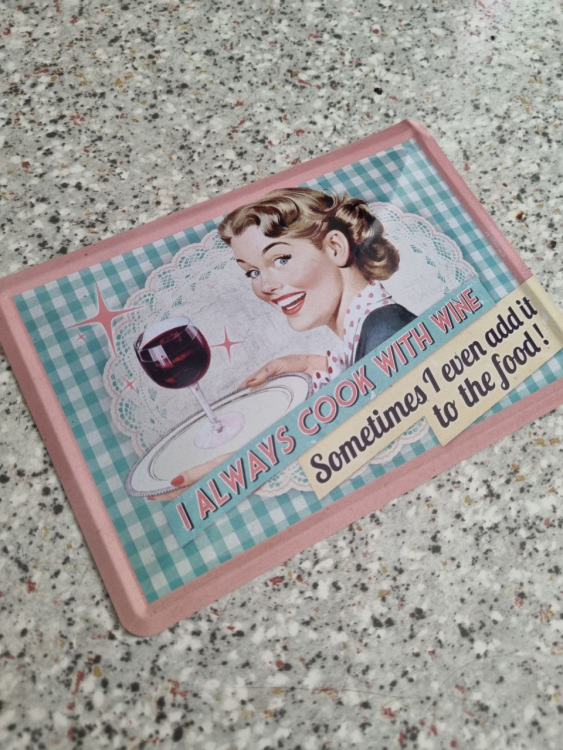 I ALWAYS COOK WITH WINE
Sometimes I even add it
to the food!